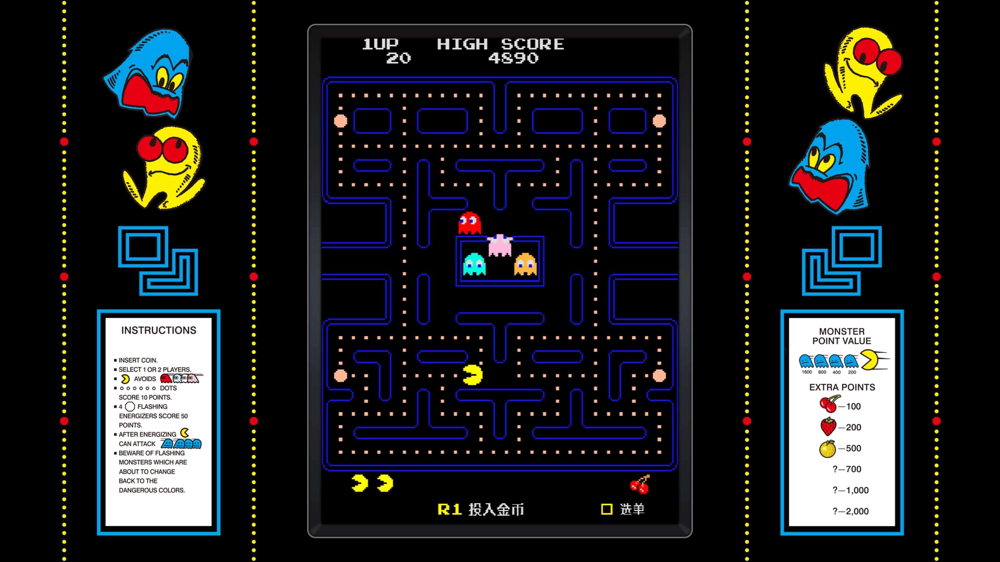 1UP HIGH SCORE
20 4890
INSTRUCTIONS
▪ INSERT COIN.
▪ SELECT 1 OR 2 PLAYERS.
▪ AVOIDS
▪ DOTS
SCORE 10 POINTS.
▪ 4 FLASHING
ENERGIZERS SCORE 50
POINTS.
▪ AFTER ENERGIZING
CAN ATTACK
▪ BEWARE OF FLASHING
MONSTERS WHICH ARE
ABOUT TO CHANGE
BACK TO THE
DANGEROUS COLORS.
MONSTER
POINT VALUE
1600 800 400 200
EXTRA POINTS
—100
—200
—500
?—700
?—1,000
?—2,000
R1 投入金币
选单